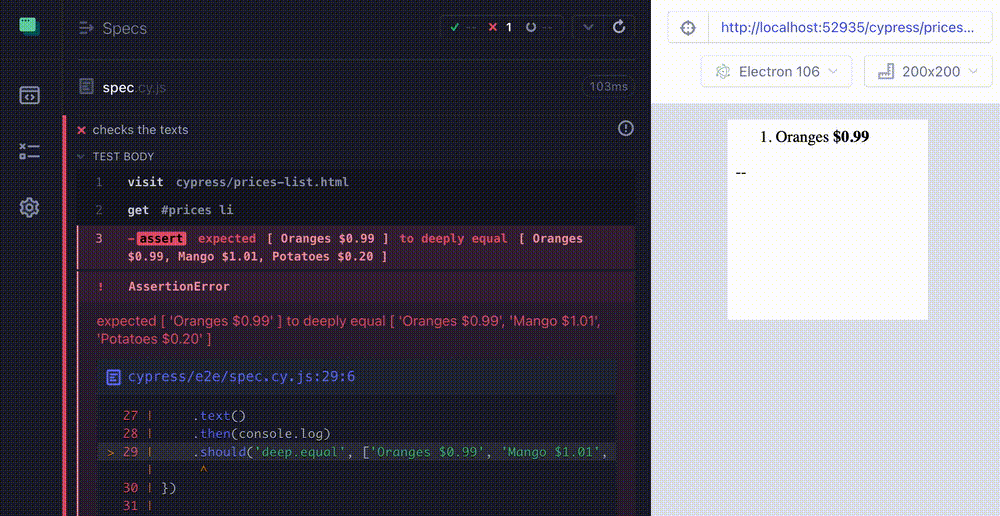 Specs
-- 1 --
spec.cy.js
103ms
checks the texts
TEST BODY
1 visit cypress/prices-list.html
2 get #prices li
3 -assert expected [ Oranges $0.99 ] to deeply equal [ Oranges
$0.99, Mango $1.01, Potatoes $0.20 ]
! AssertionError
expected [ 'Oranges $0.99' ] to deeply equal [ 'Oranges $0.99', 'Mango $1.01',
'Potatoes $0.20' ]
cypress/e2e/spec.cy.js:29:6
27 | .text()
28 | .then(console.log)
> 29 | .should('deep.equal', ['Oranges $0.99', 'Mango $1.01',
| ^
30 | })
31 |
http://localhost:52935/cypress/prices...
Electron 106
200x200
1. Oranges $0.99
--